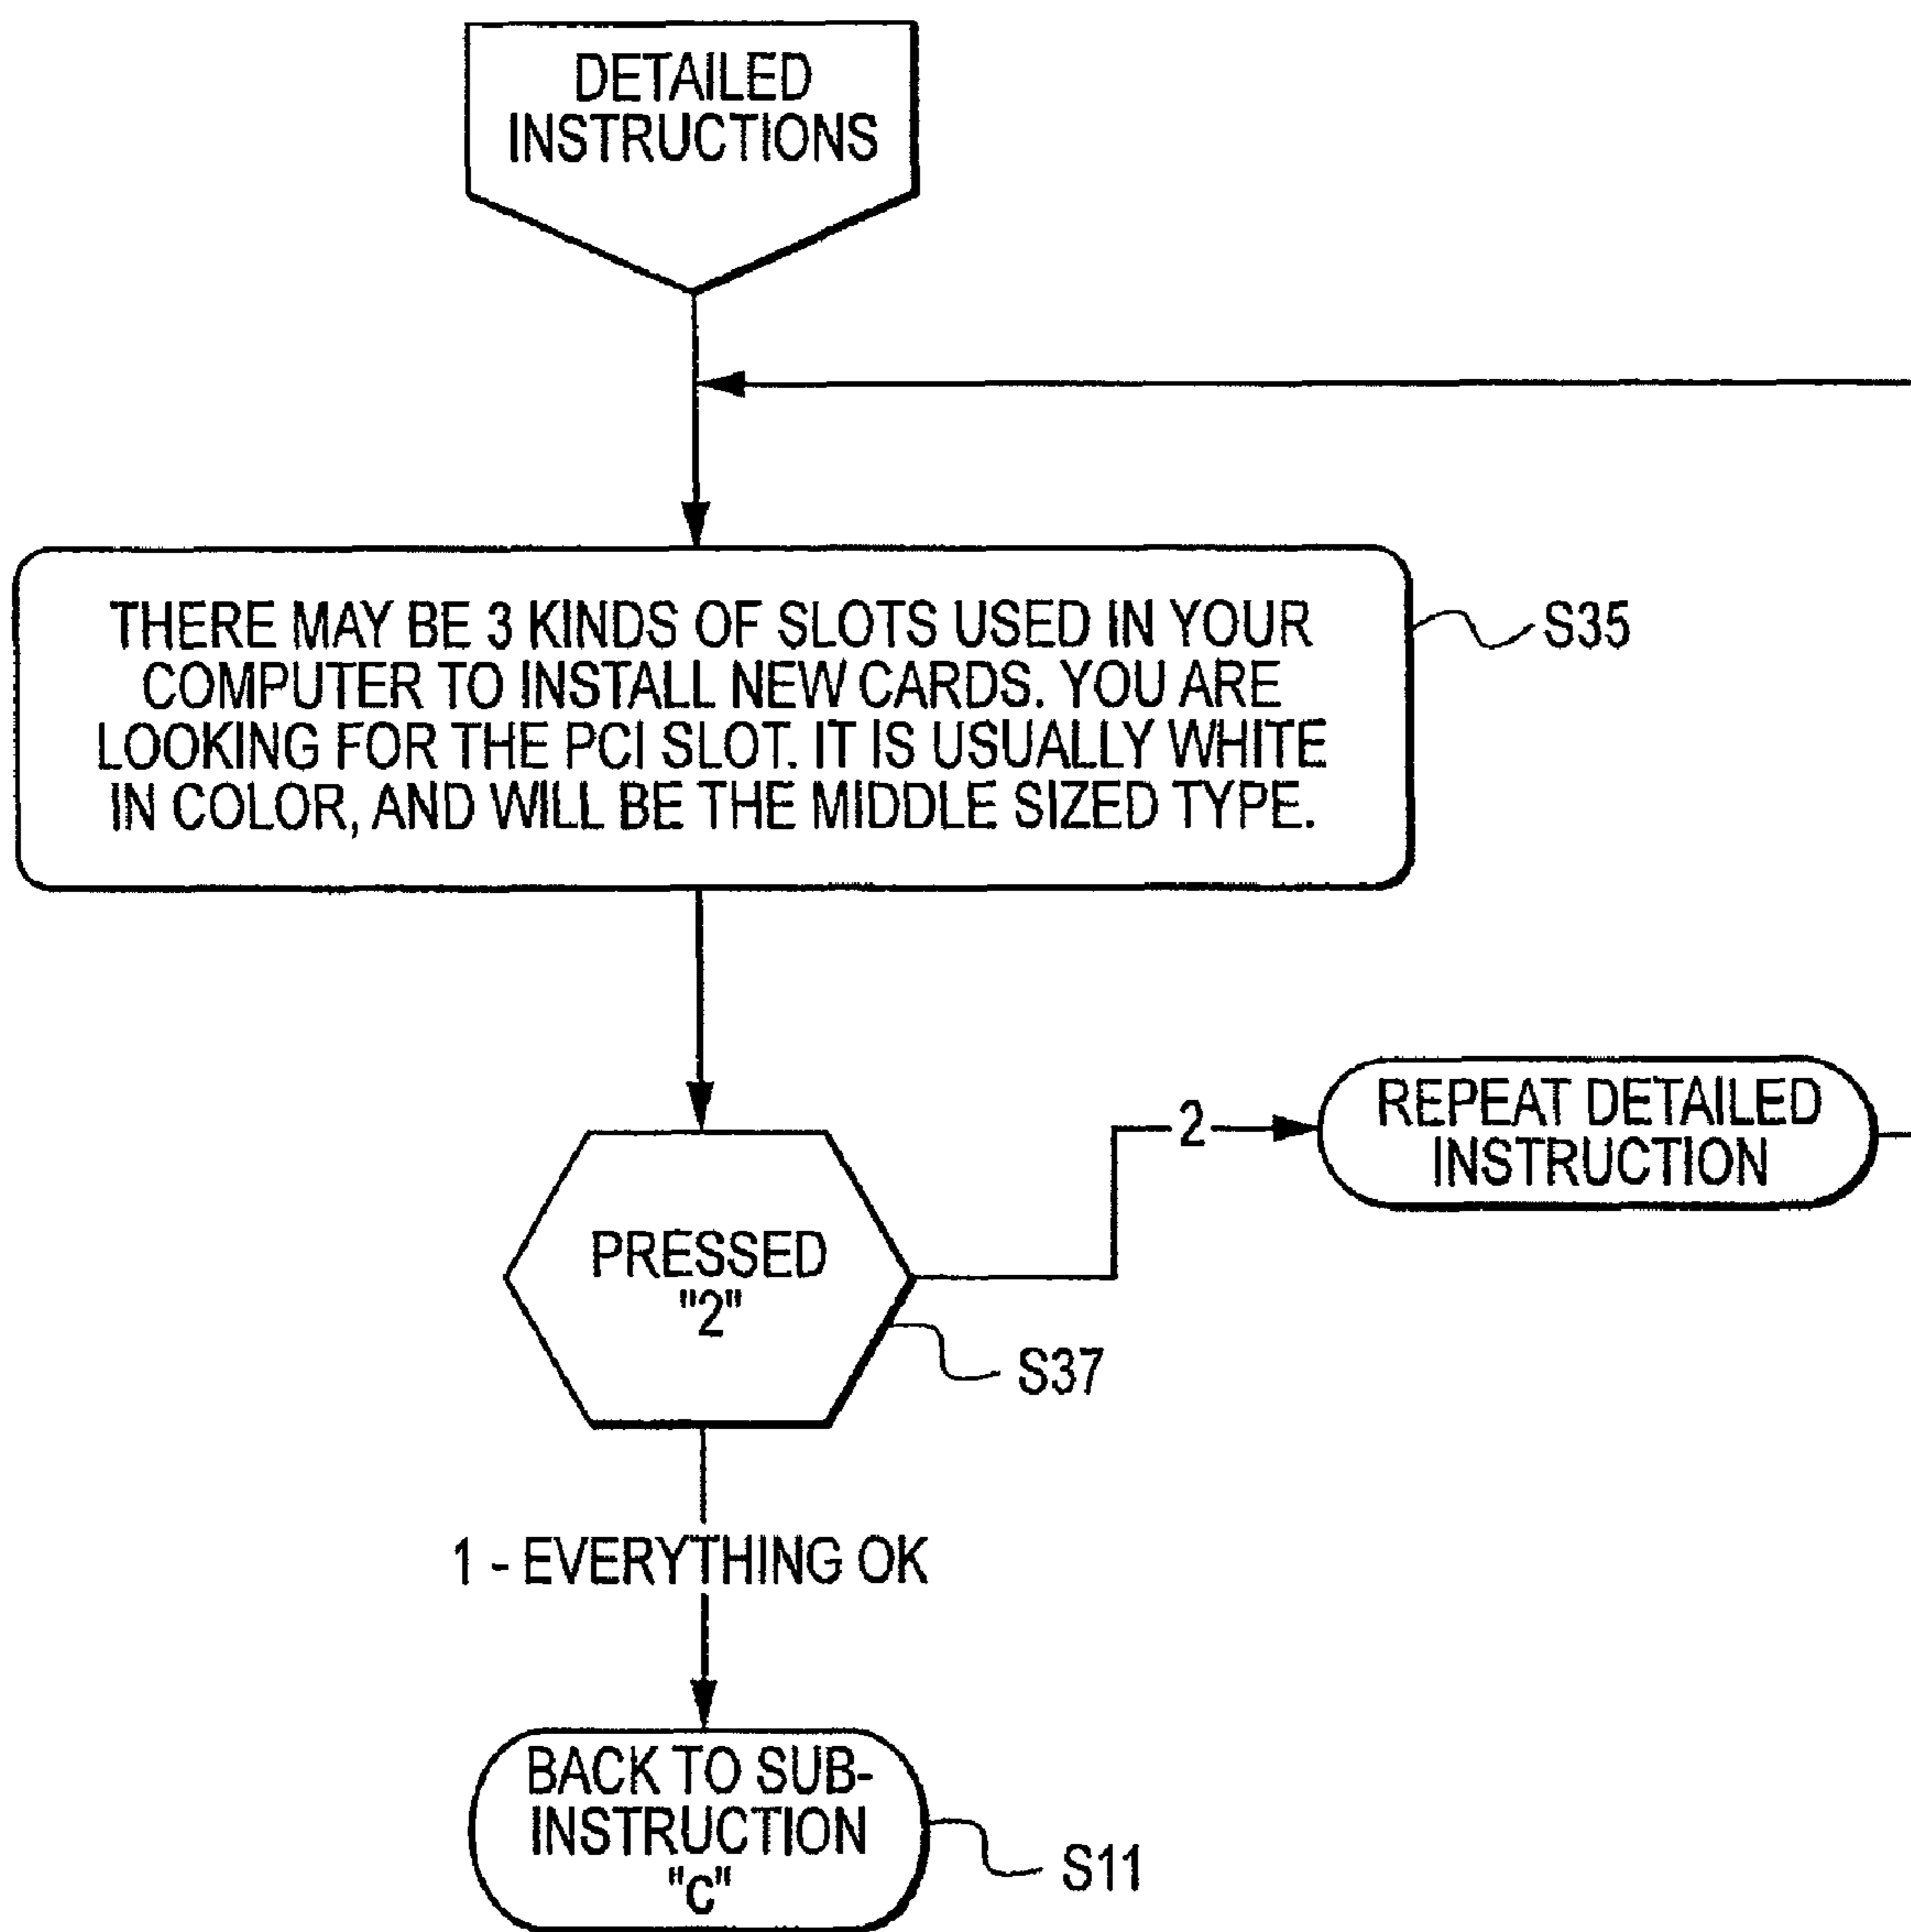 DETAILED
INSTRUCTIONS
THERE MAY BE 3 KINDS OF SLOTS USED IN YOUR
COMPUTER TO INSTALL NEW CARDS. YOU ARE
LOOKING FOR THE PCI SLOT. IT IS USUALLY WHITE
IN COLOR, AND WILL BE THE MIDDLE SIZED TYPE.
S35
2
REPEAT DETAILED
INSTRUCTION
PRESSED
"2"
S37
1 - EVERYTHING OK
BACK TO SUB-
INSTRUCTION
"C"
S11